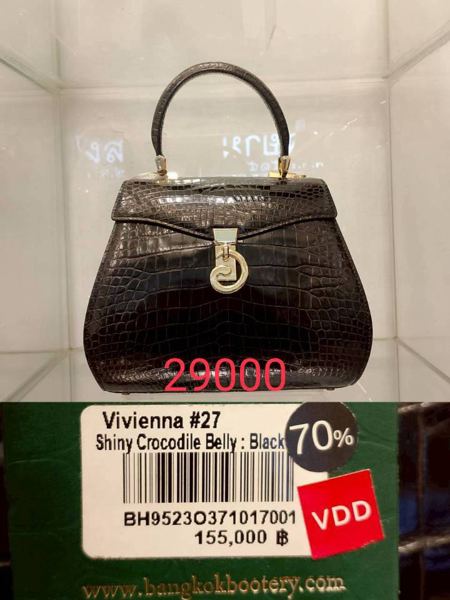 29000
Vivienna #27
Shiny Crocodile Belly : Black
70%
BH9523O371017001
VDD
155,000 ฿
www.bangkokbootery.com